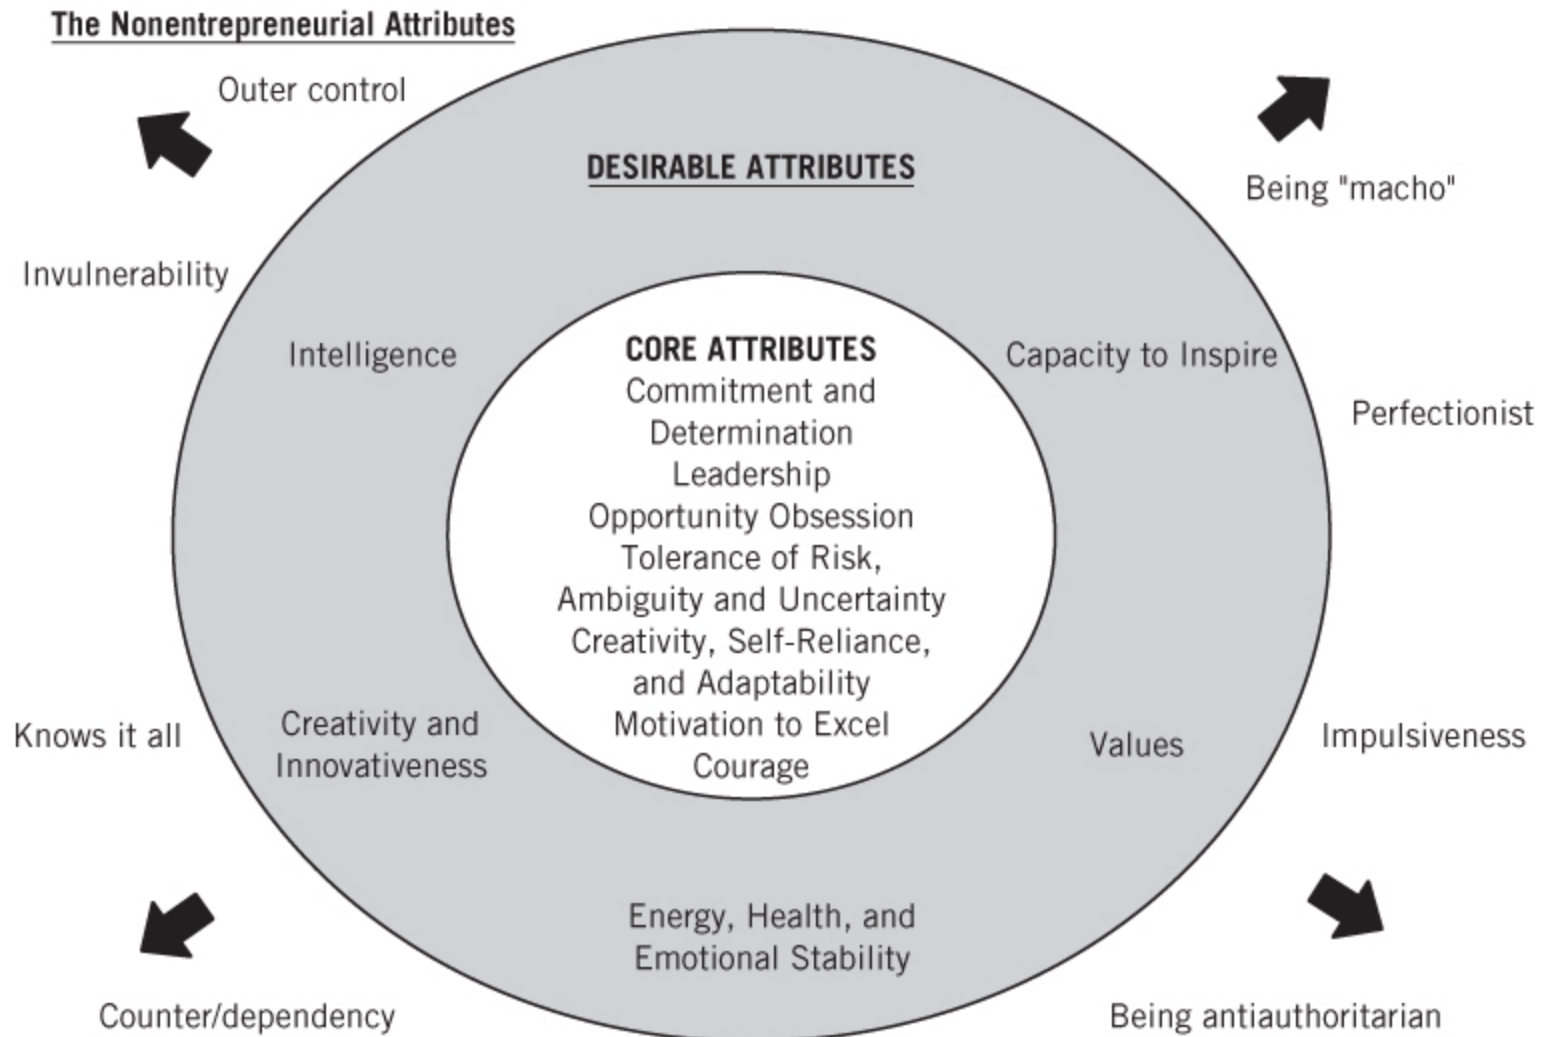 The Nonentrepreneurial Attributes
Outer control
DESIRABLE ATTRIBUTES
Being "macho"
Invulnerability
Intelligence
Capacity to Inspire
Perfectionist
CORE ATTRIBUTES
Commitment and
Determination
Leadership
Opportunity Obsession
Tolerance of Risk,
Ambiguity and Uncertainty
Creativity, Self-Reliance,
and Adaptability
Motivation to Excel
Courage
Knows it all
Creativity and
Innovativeness
Values
Impulsiveness
Energy, Health, and
Emotional Stability
Counter/dependency
Being antiauthoritarian